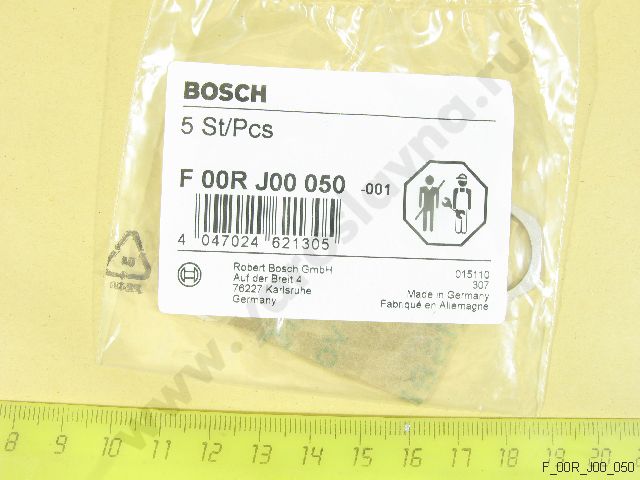 BOSCH
5 St/Pcs
F 00R J00 050 -001
4 047024 621305
Robert Bosch GmbH
Auf der Breit 4
76227 Karlsruhe
Germany
015110
307
Made in Germany
Fabriqué en Allemagne
yaroslavna.ru
8 9 10 11 12 13 14 15 16 17 18 19 20
F_00R_J00_050